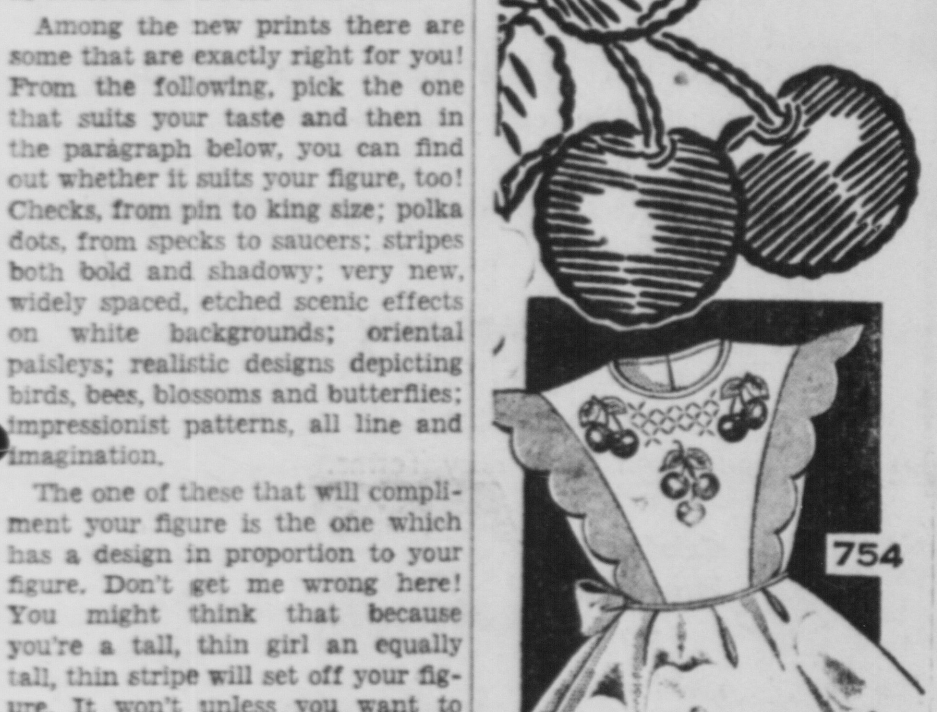 Among the new prints there are
some that are exactly right for you!
From the following, pick the one
that suits your taste and then in
the paragraph below, you can find
out whether it suits your figure, too!
Checks, from pin to king size; polka
dots, from specks to saucers; stripes
both bold and shadowy; very new,
widely spaced, etched scenic effects
on white backgrounds; oriental
paisleys; realistic designs depicting
birds, bees, blossoms and butterflies;
impressionist patterns, all line and
imagination.
The one of these that will compli-
ment your figure is the one which
has a design in proportion to your
figure. Don't get me wrong here!
You might think that because
you're a tall, thin girl an equally
tall, thin stripe will set off your fig-
ure. It won't unless you want to
754